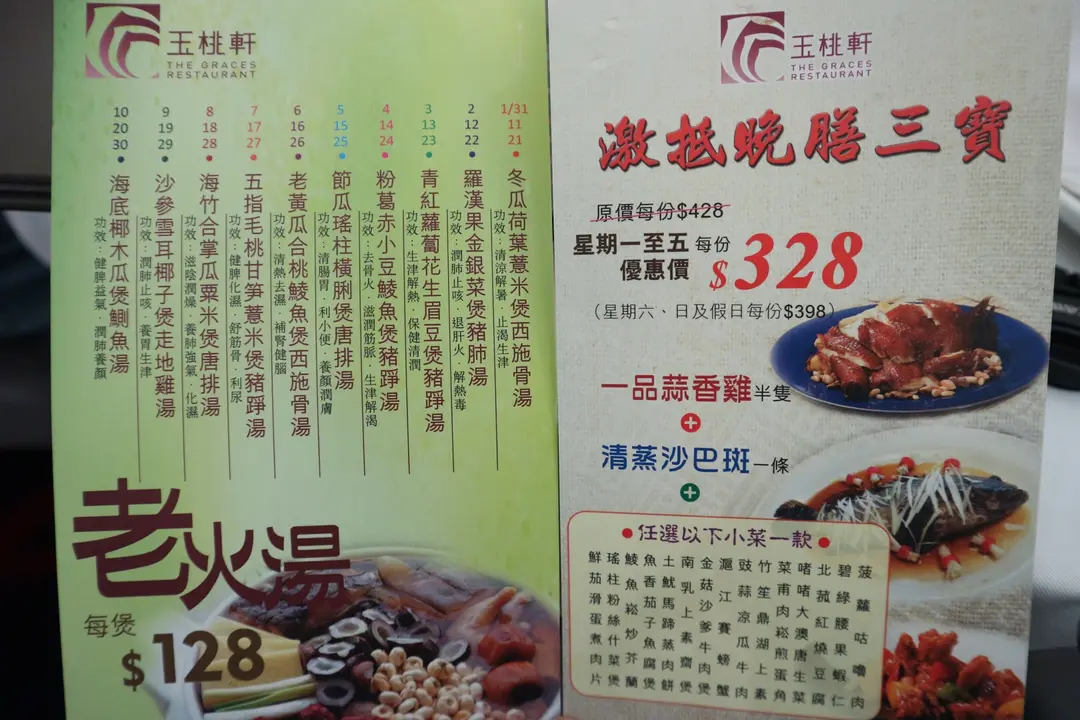 玉桃軒
THE GRACES
RESTAURANT
1/31
11
21
冬瓜荷葉薏米煲西施骨湯
功效：清涼解暑．止渴生津
2
12
22
羅漢果金銀菜煲豬肺湯
功效：潤肺止咳．退肝火．解熱毒
3
13
23
青紅蘿蔔花生眉豆煲豬踭湯
功效：生津解熱．保健清潤
4
14
24
粉葛赤小豆鯪魚煲豬踭湯
功效：去骨火．滋潤筋脈．生津解渴
5
15
25
節瓜瑤柱橫脷煲唐排湯
功效：清腸胃．利小便．養顏潤膚
6
16
26
老黃瓜合桃鯪魚煲西施骨湯
功效：清熱去濕．補腎健腦
7
17
27
五指毛桃甘笋薏米煲豬踭湯
功效：健脾化濕．舒筋骨．利尿
8
18
28
海竹合掌瓜粟米煲唐排湯
功效：滋陰潤燥．養肺強氣．化濕
9
19
29
沙參雪耳椰子煲走地雞湯
功效：潤肺止咳．養胃生津
10
20
30
海底椰木瓜煲鰂魚湯
功效：健脾益氣．潤肺養顏
老火湯
每煲
$128
玉桃軒
THE GRACES
RESTAURANT
激抵晚膳三寶
原價每份$428
星期一至五 每份
優惠價 $328
（星期六、日及假日每份$398）
一品蒜香雞半隻
+
清蒸沙巴斑一條
+
任選以下小菜一款
菠蘿咕嚕肉
碧綠腰果蝦仁
北菰紅燒豆腐
啫啫大澳唐生菜
菜甫肉崧煎蛋角
竹笙鼎湖上素
豉蒜涼瓜牛肉
滬江賽螃蟹
金菇沙爹牛肉煲
南乳上素齋煲
土魷馬蹄蒸肉餅
魚香茄子魚腐煲
鯪魚崧炒芥蘭
瑤柱粉絲什菜煲
鮮茄滑蛋煮肉片